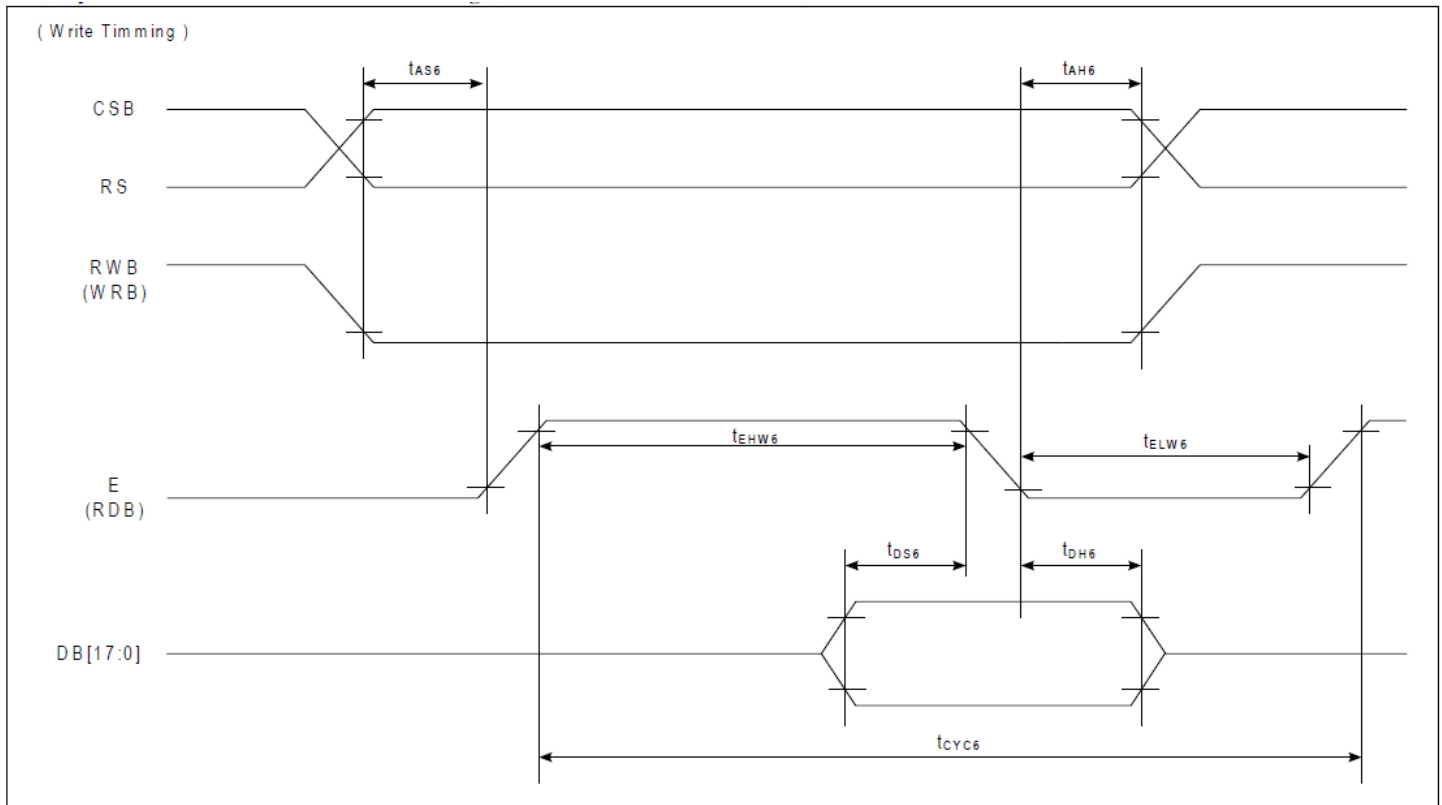 ( Write Timming )
tAS6
tAH6
CSB
RS
RWB
(WRB)
tEHW6
tELW6
E
(RDB)
tDS6
tDH6
DB[17:0]
tCYC6